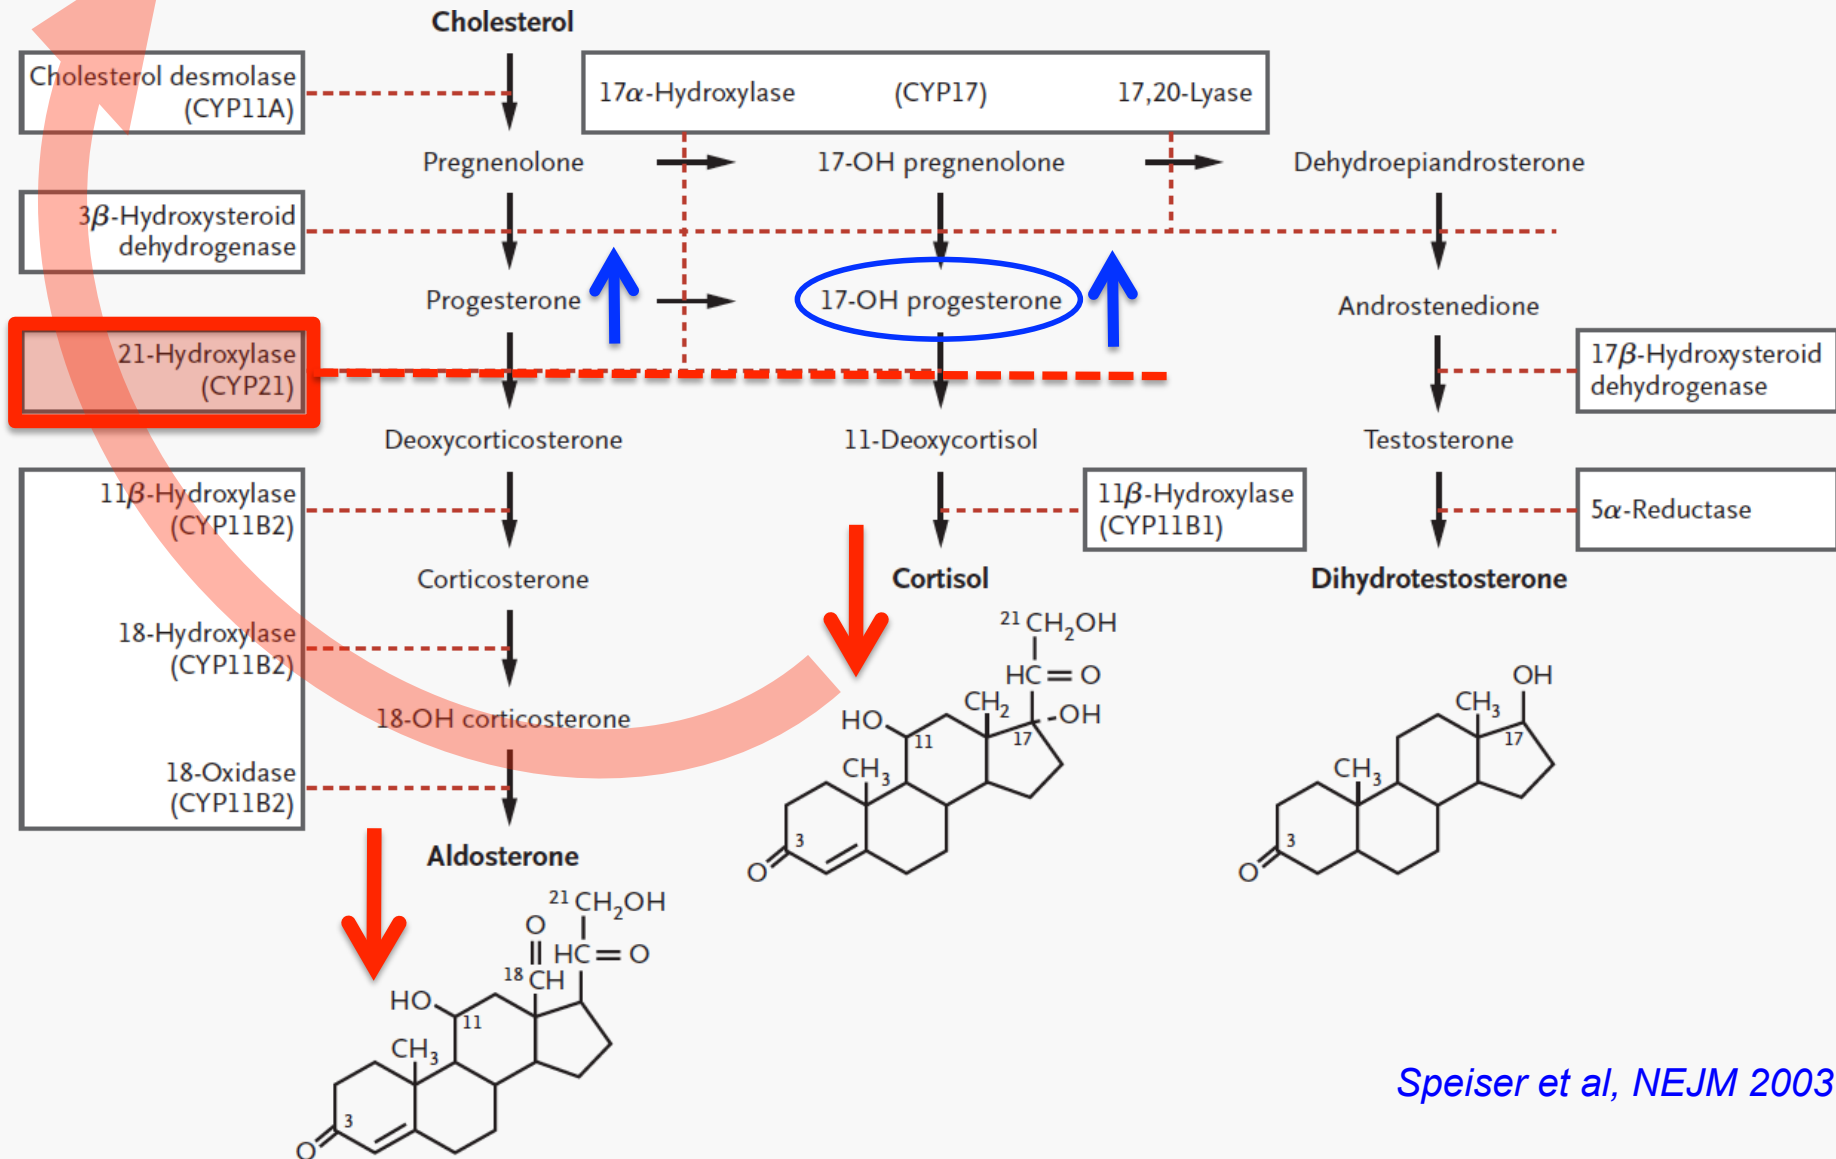 Cholesterol
Cholesterol desmolase
(CYP11A)
17α-Hydroxylase (CYP17) 17,20-Lyase
Pregnenolone 17-OH pregnenolone Dehydroepiandrosterone
3β-Hydroxysteroid
dehydrogenase
Progesterone 17-OH progesterone Androstenedione
21-Hydroxylase
(CYP21)
17β-Hydroxysteroid
dehydrogenase
Deoxycorticosterone 11-Deoxycortisol Testosterone
11β-Hydroxylase
(CYP11B2)
11β-Hydroxylase
(CYP11B1)
5α-Reductase
Corticosterone Cortisol Dihydrotestosterone
18-Hydroxylase
(CYP11B2)
18-OH corticosterone
18-Oxidase
(CYP11B2)
Aldosterone
21 CH2OH
HC = O
CH2
OH
HO
11
17
CH3
3
O
OH
CH3
17
CH3
3
O
21 CH2OH
O
HC = O
18 CH
HO
11
CH3
3
O
Speiser et al, NEJM 2003